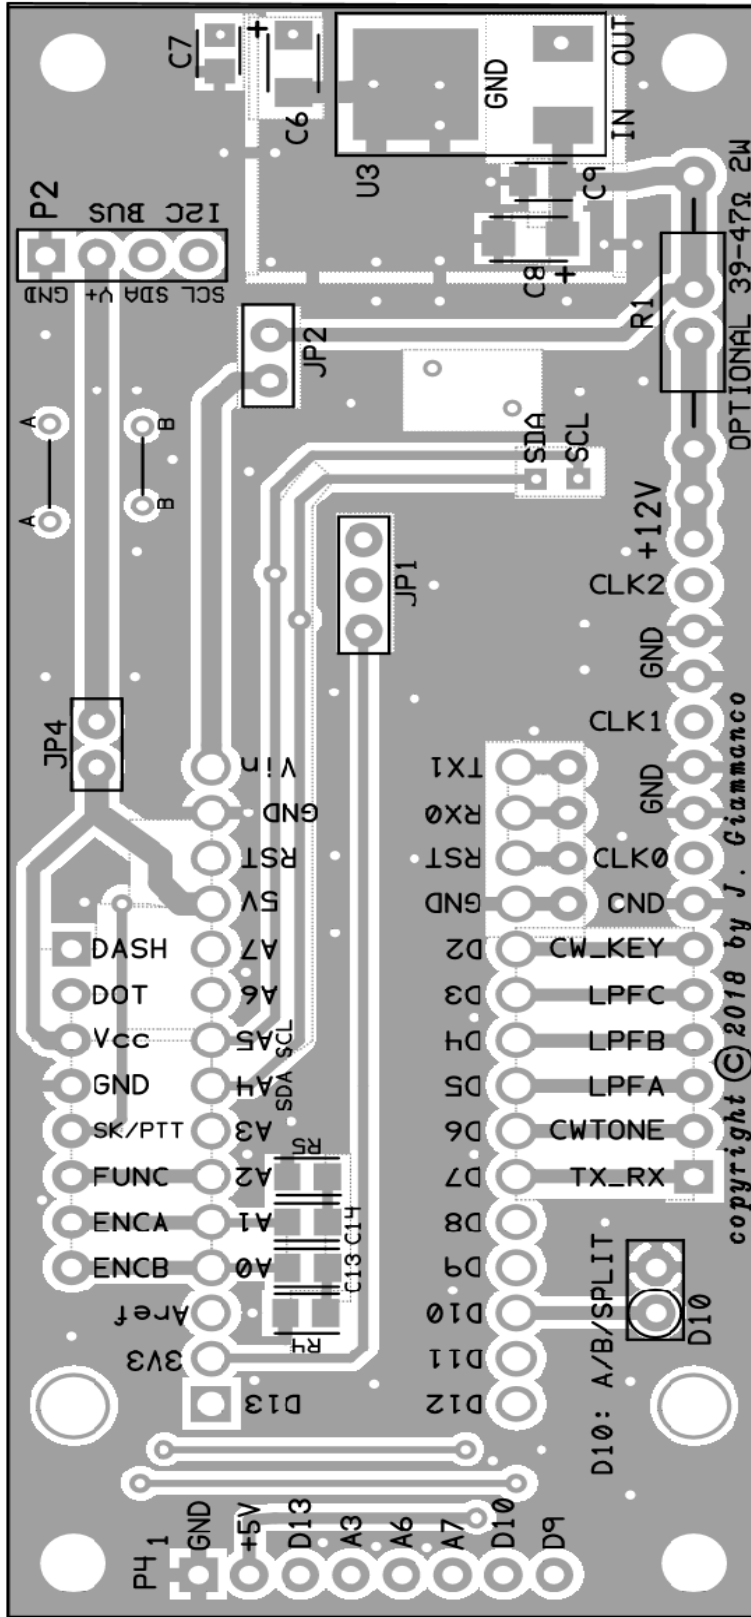 C7
+
C6
U3
GND
OUT
IN
C9
C8
+
P2
I2C BUS
GND
V+
SDA
SCL
JP2
R1
OPTIONAL 39-47Ω 2W
A
B
A
B
SDA
SCL
+12V
JP1
CLK2
GND
CLK1
GND
CLK0
GND
JP4
Vin
GND
RST
5V
A7
A6
A5
SCL
A4
SDA
A3
A2
A1
A0
Aref
3V3
D13
TX1
RX0
RST
GND
D2
D3
D4
D5
D6
D7
D8
D9
D10
D11
D12
DASH
DOT
Vcc
GND
SK/PTT
FUNC
ENCA
ENCB
CW_KEY
LPFC
LPFB
LPFA
CWTONE
TX_RX
R5
C14
C13
R4
D10: A/B/SPLIT
D10
copyright ©2018 by J. Giammanco
P4
1
GND
+5V
D13
A3
A6
A7
D10
D9